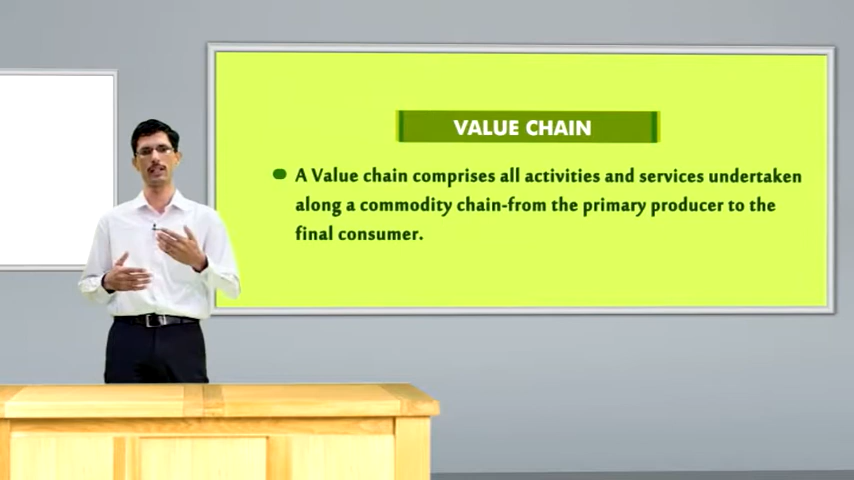 VALUE CHAIN
A Value chain comprises all activities and services undertaken
along a commodity chain-from the primary producer to the
final consumer.